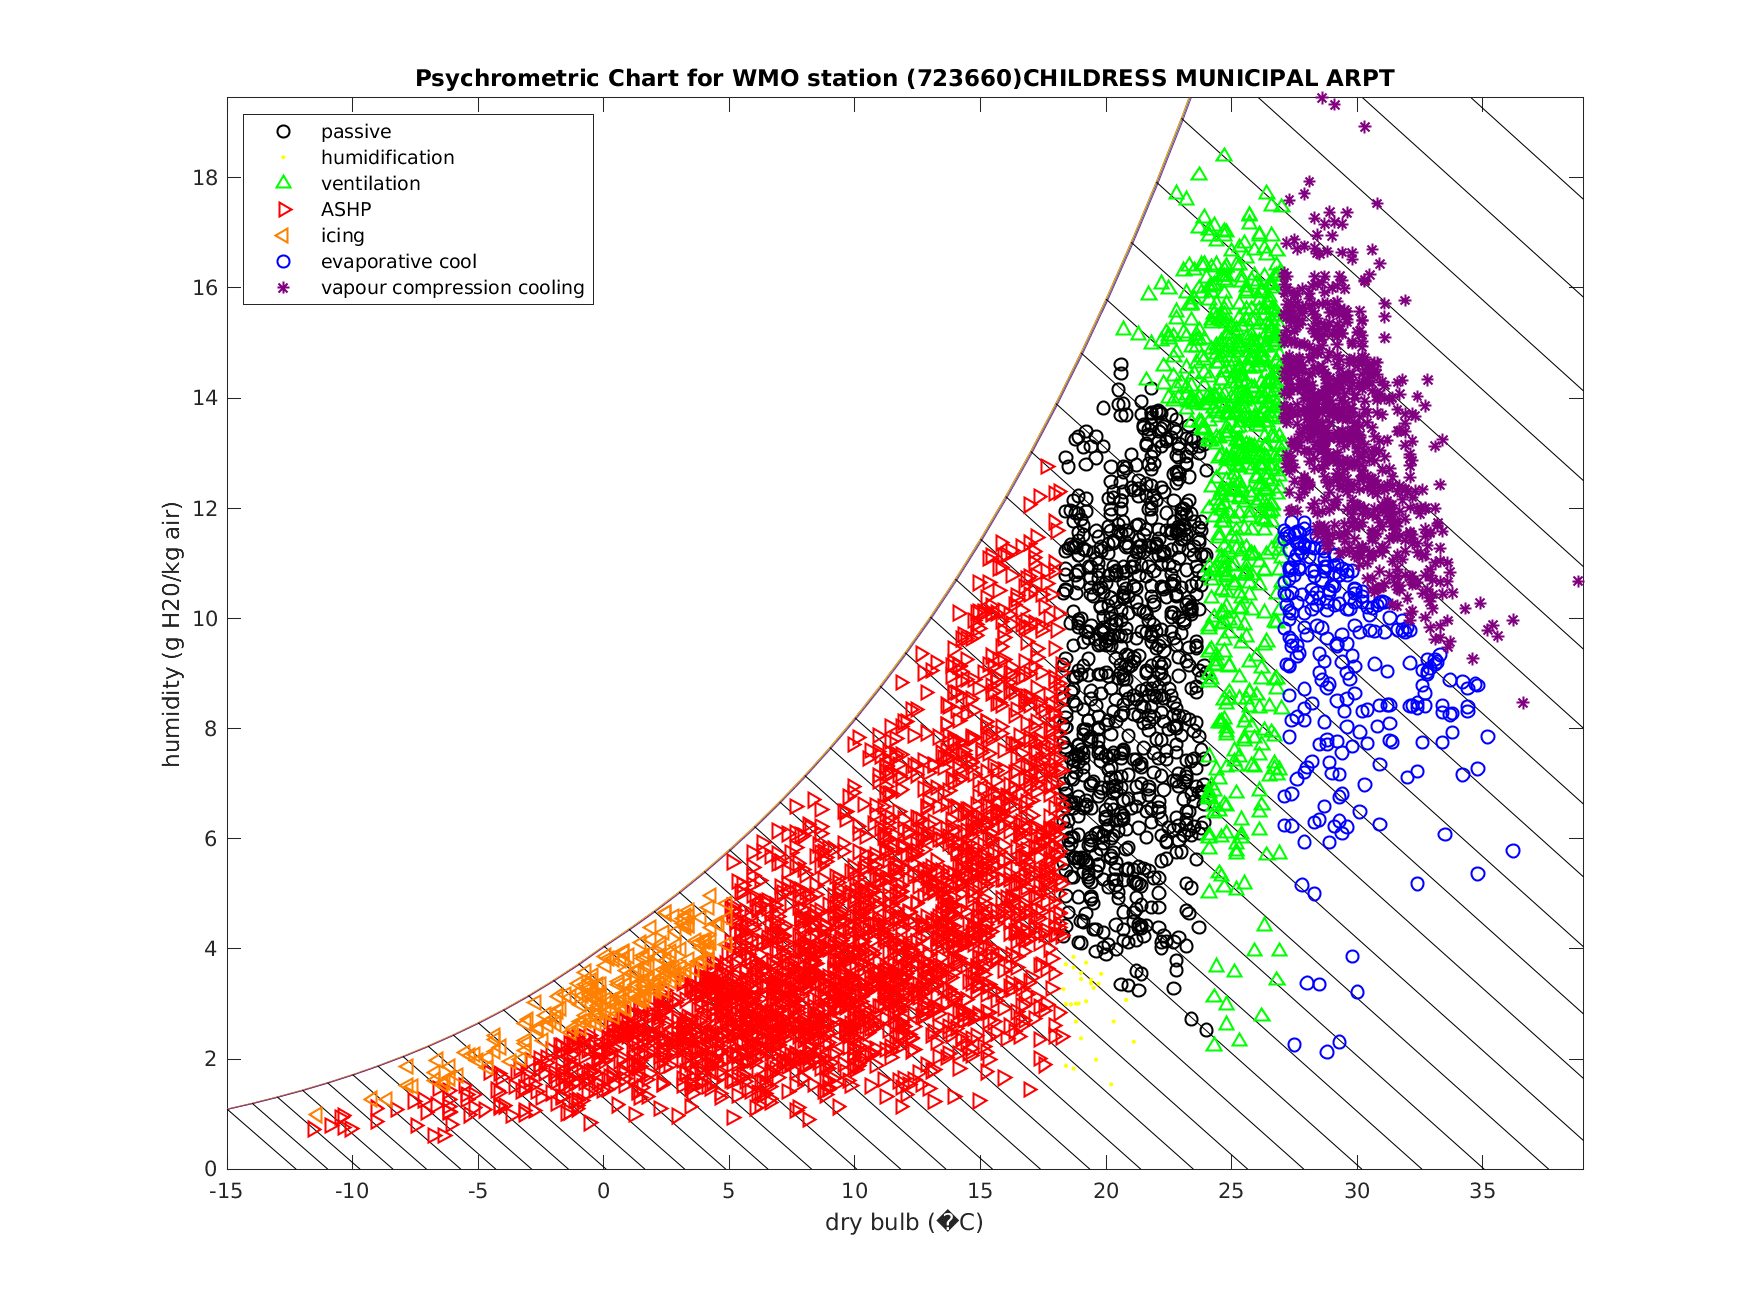 Psychrometric Chart for WMO station (723660)CHILDRESS MUNICIPAL ARPT
passive
humidification
ventilation
ASHP
icing
evaporative cool
vapour compression cooling
humidity (g H20/kg air)
18
16
14
12
10
8
6
4
2
0
-15 -10 -5 0 5 10 15 20 25 30 35
dry bulb (�C)